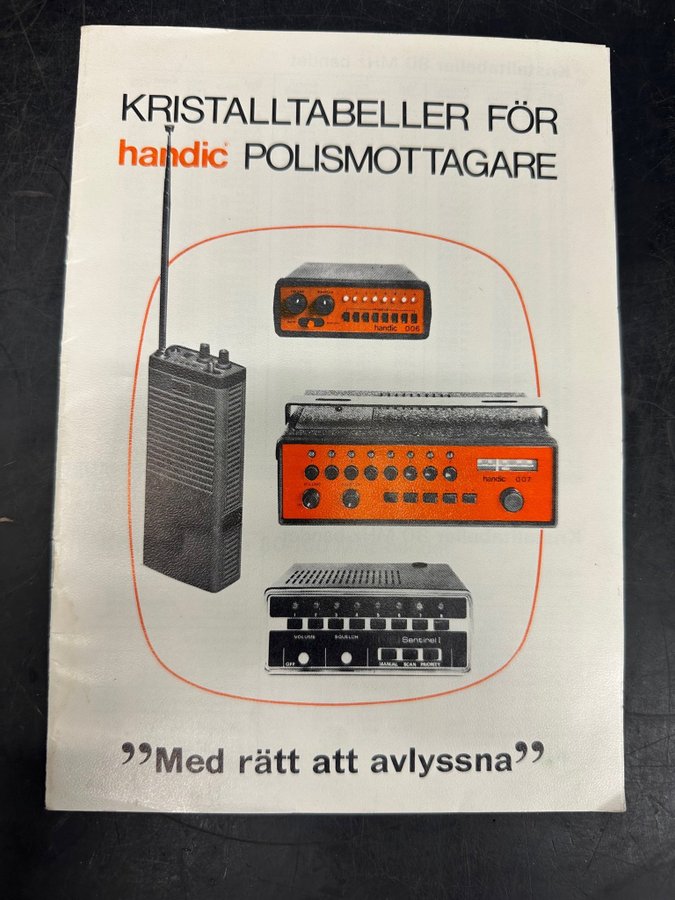 KRISTALLTABELLER FÖR
handic POLISMOTTAGARE
handic 006
handic 007
VOLUME SQUELCH
Sentinel 1
OFF
MANUAL SCAN PRIORITY
”Med rätt att avlyssna”